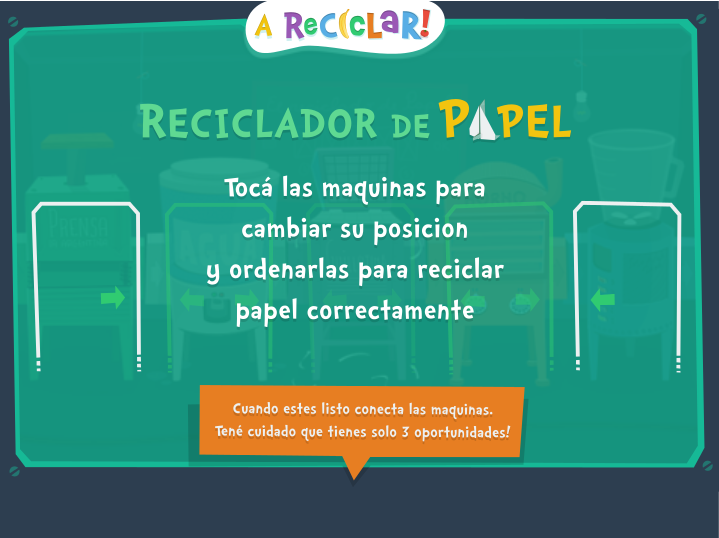 A ReCiCLaR!
RECICLADOR DE PAPEL
Tocá las maquinas para
cambiar su posicion
y ordenarlas para reciclar
papel correctamente
PRENSA
Cuando estes listo conecta las maquinas.
Tené cuidado que tienes solo 3 oportunidades!